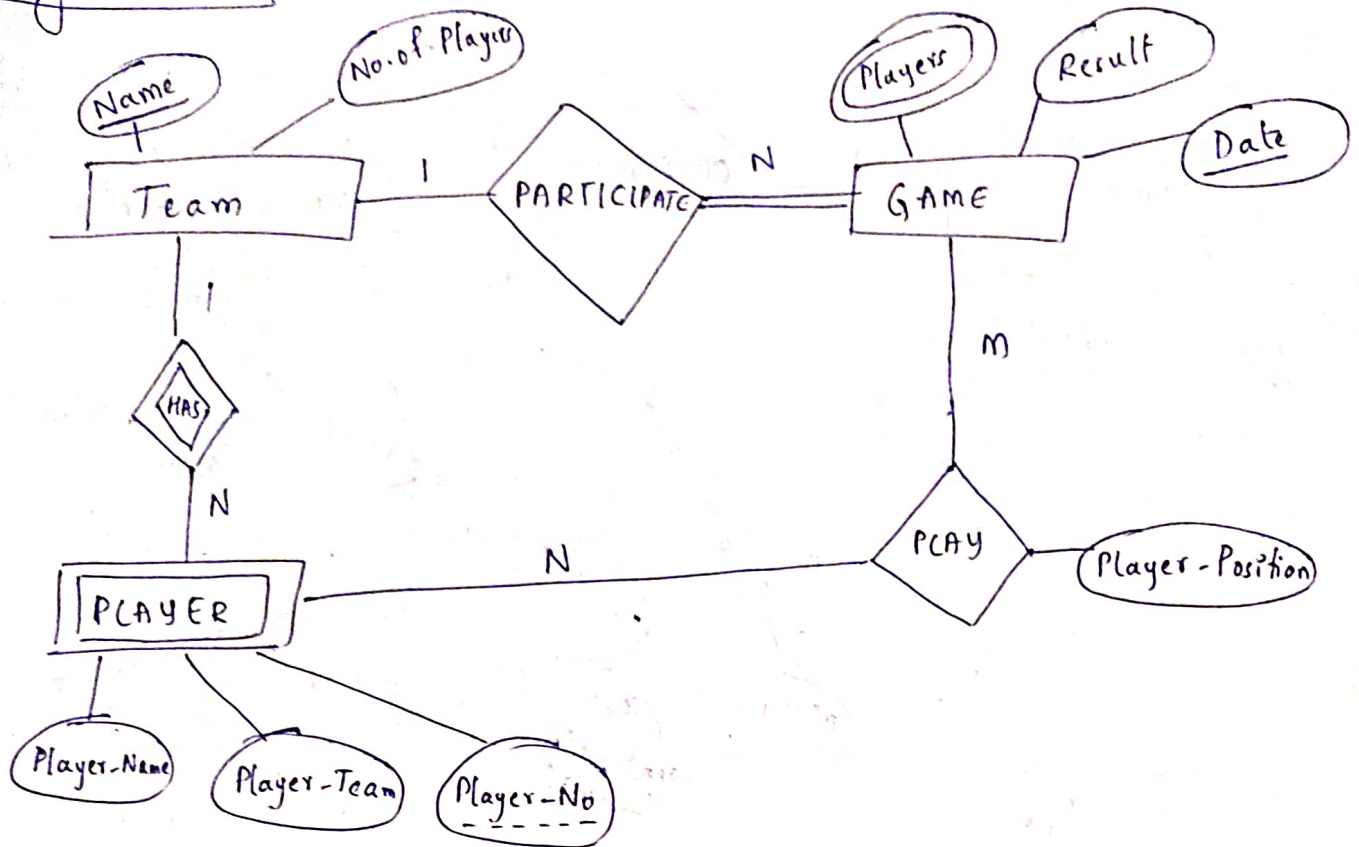 Name
No. of Players
Players
Result
Date
Team
1
PARTICIPATE
N
GAME
1
M
HAS
N
PLAY
Player-Position
N
PLAYER
Player-Name
Player-Team
Player-No